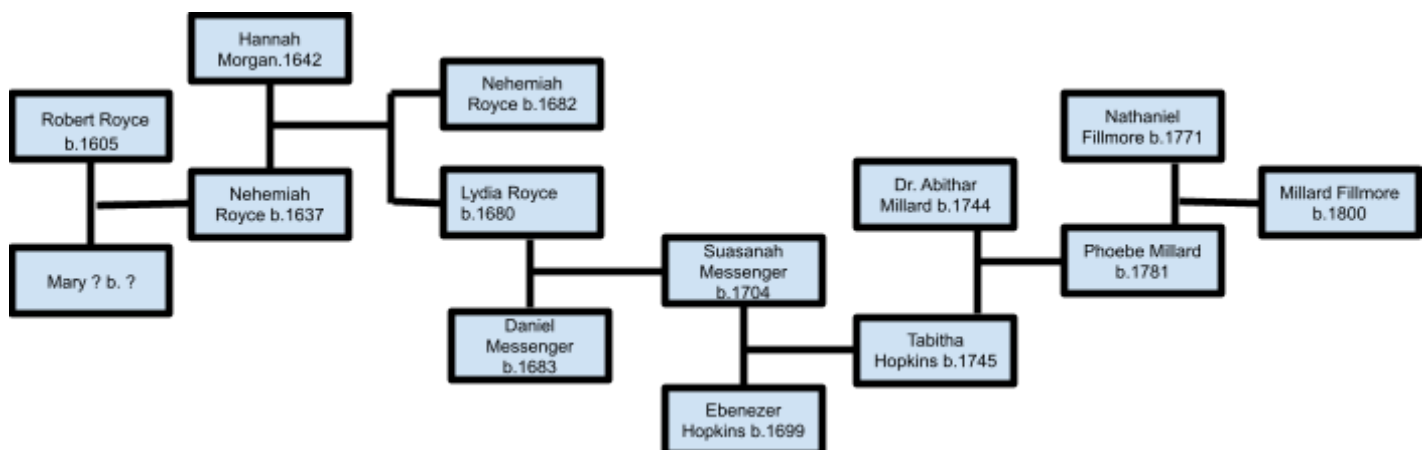 Hannah
Morgan.1642
Robert Royce
b.1605
Nehemiah
Royce b.1637
Mary ? b. ?
Nehemiah
Royce b.1682
Lydia Royce
b.1680
Daniel
Messenger
b.1683
Suasanah
Messenger
b.1704
Ebenezer
Hopkins b.1699
Dr. Abithar
Millard b.1744
Tabitha
Hopkins b.1745
Nathaniel
Fillmore b.1771
Phoebe Millard
b.1781
Millard Fillmore
b.1800